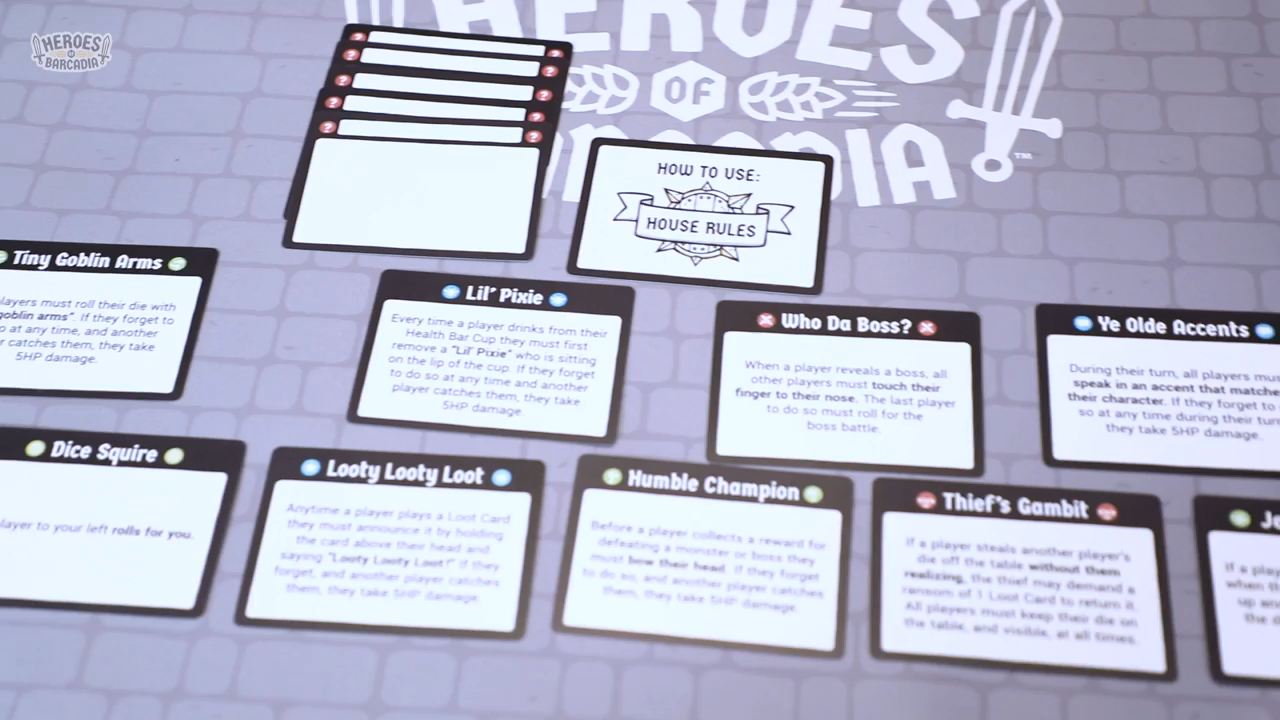 HEROES
OF
BARCADIA
HEROES
OF
ARCADIA
™
?
?
?
?
?
?
?
?
?
?
HOW TO USE:
HOUSE RULES
Tiny Goblin Arms
layers must roll their die with
goblin arms". If they forget to
o at any time, and another
r catches them, they take
5HP damage.
Lil' Pixie
Every time a player drinks from their
Health Bar Cup they must first
remove a "Lil' Pixie" who is sitting
on the lip of the cup. If they forget
to do so at any time and another
player catches them, they take
5HP damage.
Who Da Boss?
When a player reveals a boss, all
other players must touch their
finger to their nose. The last player
to do so must roll for the
boss battle.
Ye Olde Accents
During their turn, all players mus
speak in an accent that matche
their character. If they forget to
so at any time during their turn
they take 5HP damage.
Dice Squire
layer to your left rolls for you.
Looty Looty Loot
Anytime a player plays a Loot Card
they must announce it by holding
the card above their head and
saying "Looty Looty Loot!" If they
forget, and another player catches
them, they take 5HP damage.
Humble Champion
Before a player collects a reward for
defeating a monster or boss they
must bow their head. If they forget
to do so, and another player catches
them, they take 5HP damage.
Thief's Gambit
If a player steals another player's
die off the table without them
realizing, the thief may demand a
ransom of 1 Loot Card to return it.
All players must keep their die on
the table, and visible, at all times.
If a play
when th
up an
the d